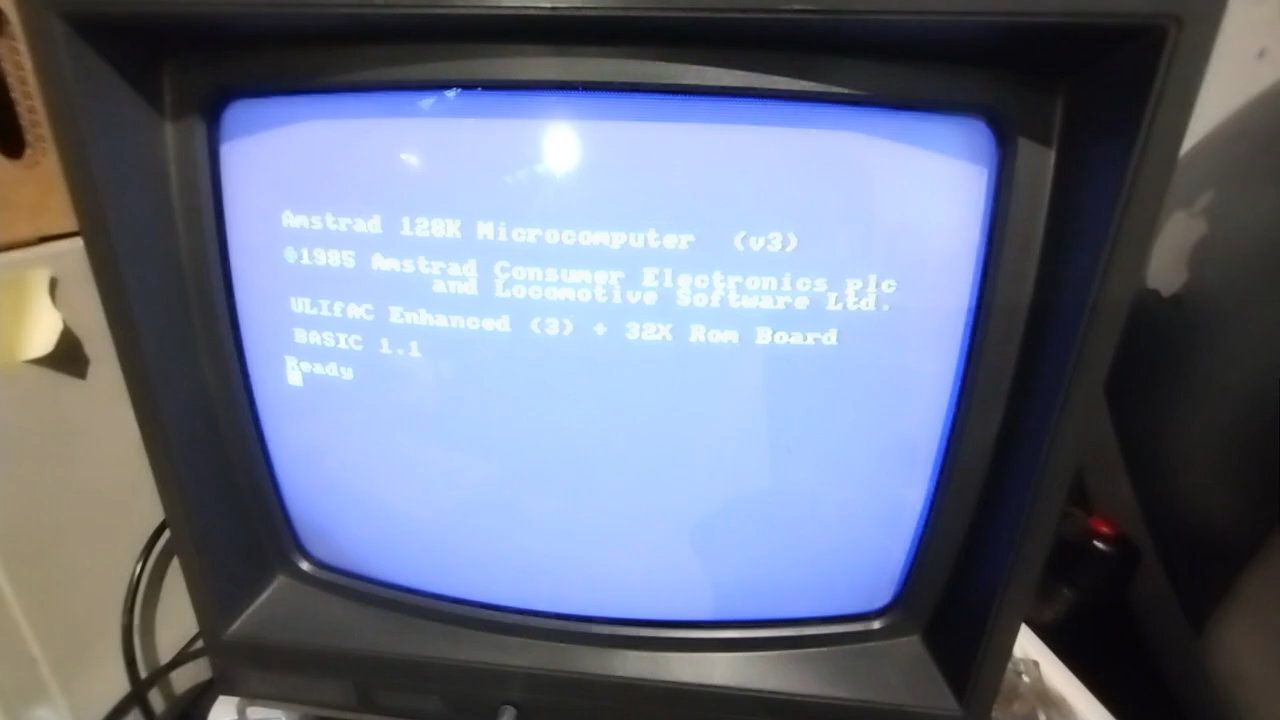 Amstrad 128K Microcomputer (v3)
©1985 Amstrad Consumer Electronics plc
and Locomotive Software Ltd.
ULIfAC Enhanced (3) + 32X Rom Board
BASIC 1.1
Ready